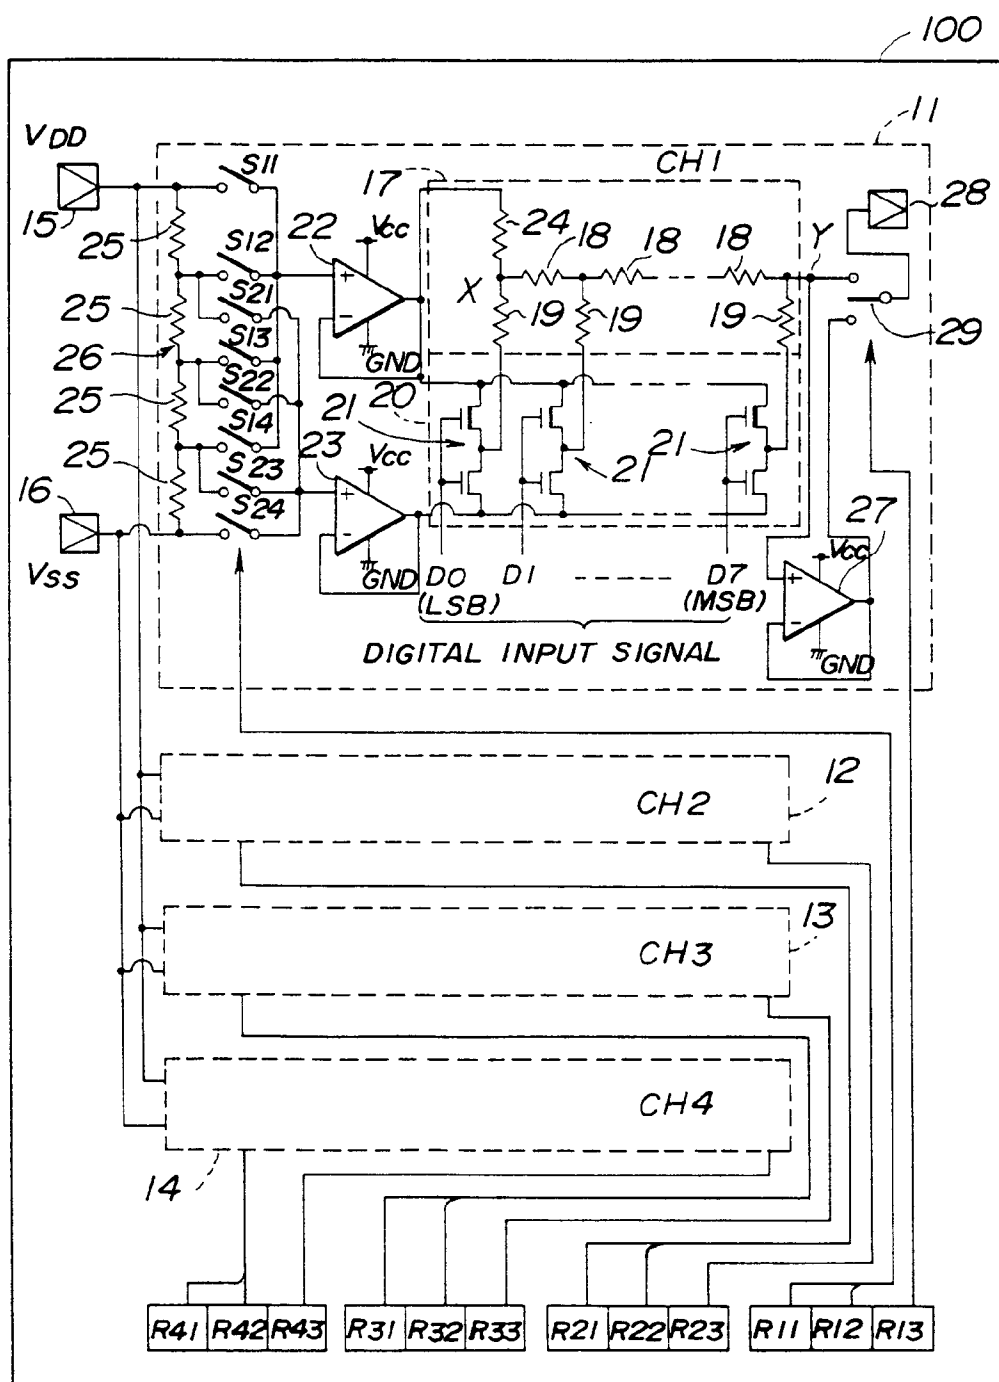 100
11
VDD
S11
17
CH1
28
15
25
S12
22
VCC
24
18
18
18
Y
S21
X
25
S13
19
19
19
29
26
GND
25
S22
20
21
S14
23
VCC
21
21
25
S23
16
S24
27
VSS
GND
D0
D1
D7
VCC
(LSB)
(MSB)
DIGITAL INPUT SIGNAL
GND
12
CH2
13
CH3
CH4
14
R41 R42 R43 R31 R32 R33 R21 R22 R23 R11 R12 R13